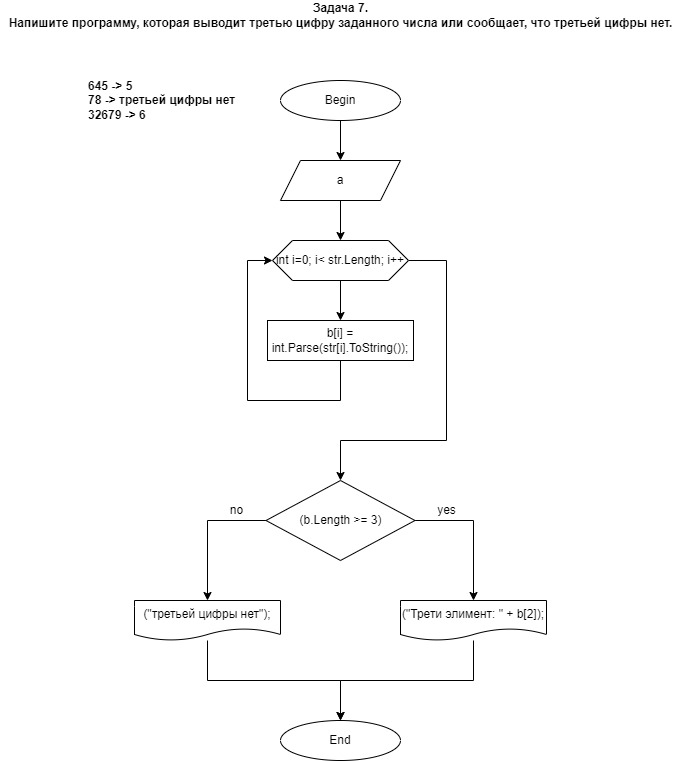 Задача 7.
Напишите программу, которая выводит третью цифру заданного числа или сообщает, что третьей цифры нет.
645 -> 5
78 -> третьей цифры нет
32679 -> 6
Begin
a
int i=0; i< str.Length; i++
b[i] =
int.Parse(str[i].ToString());
(b.Length >= 3)
no
yes
("третьей цифры нет");
("Трети элимент: " + b[2]);
End